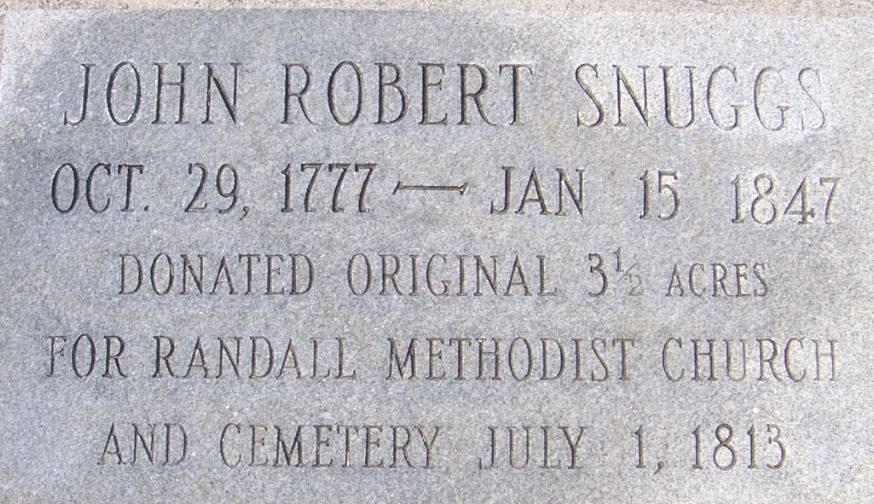 JOHN ROBERT SNUGGS
OCT. 29, 1777 — JAN 15 1847
DONATED ORIGINAL 3½ ACRES
FOR RANDALL METHODIST CHURCH
AND CEMETERY JULY 1, 1813